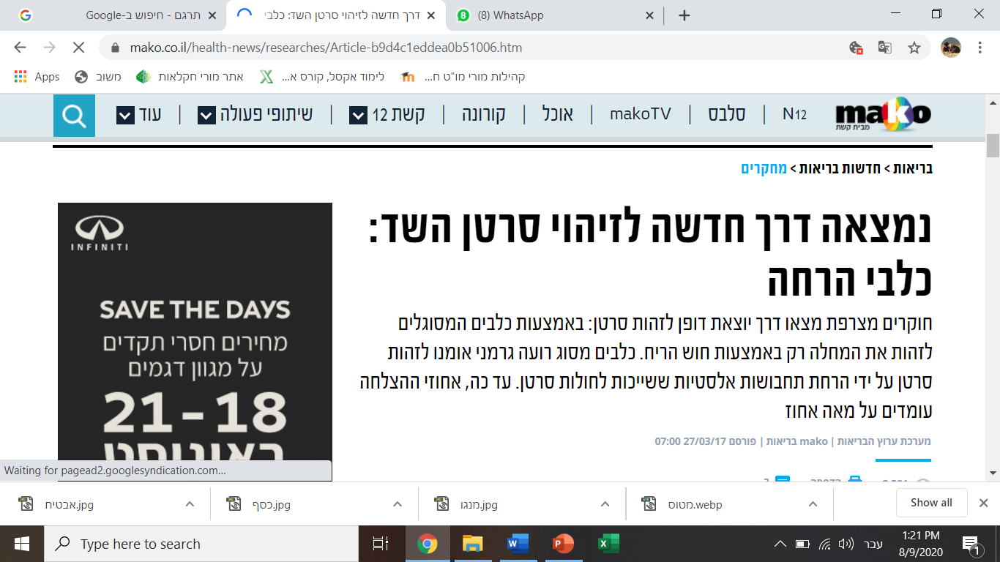 תרגם - חיפוש ב-Google
דרך חדשה לזיהוי סרטן השד: כלבי
(8) WhatsApp
mako.co.il/health-news/researches/Article-b9d4c1eddea0b51006.htm
Apps
משוב
אתר מורי חקלאות
לימוד אקסל, קורס א...
קהילות מורי מו"ט ח...
mako
מבית קשת
N12
סלבס
makoTV
אוכל
קורונה
קשת 12
שיתופי פעולה
עוד
בריאות > חדשות בריאות > מחקרים
נמצאה דרך חדשה לזיהוי סרטן השד:
כלבי הרחה
חוקרים מצרפת מצאו דרך יוצאת דופן לזהות סרטן: באמצעות כלבים המסוגלים
לזהות את המחלה רק באמצעות חוש הריח. כלבים מסוג רועה גרמני אומנו לזהות
סרטן על ידי הרחת תחבושות אלסטיות ששייכות לחולות סרטן. עד כה, אחוזי ההצלחה
עומדים על מאה אחוז
מערכת ערוץ הבריאות | mako בריאות | פורסם 27/03/17 07:00
INFINITI
SAVE THE DAYS
מחירים חסרי תקדים
על מגוון דגמים
21-18
באוגוסט
Waiting for pagead2.googlesyndication.com...
אבטיח.jpg
כסף.jpg
מנגו.jpg
מטוס.webp
Show all
Type here to search
עבר
1:21 PM
8/9/2020
1